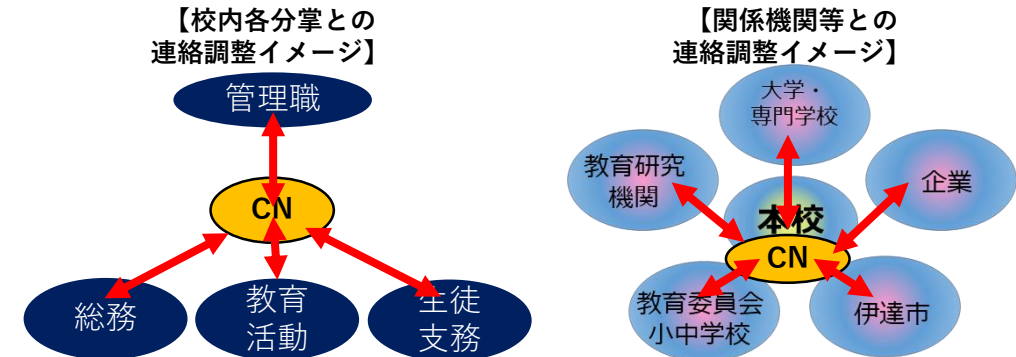 【校内各分掌との
連絡調整イメージ】
管理職
CN
総務
教育
活動
生徒
支務
【関係機関等との
連絡調整イメージ】
大学・
専門学校
教育研究
機関
企業
本校
CN
教育委員会
小中学校
伊達市